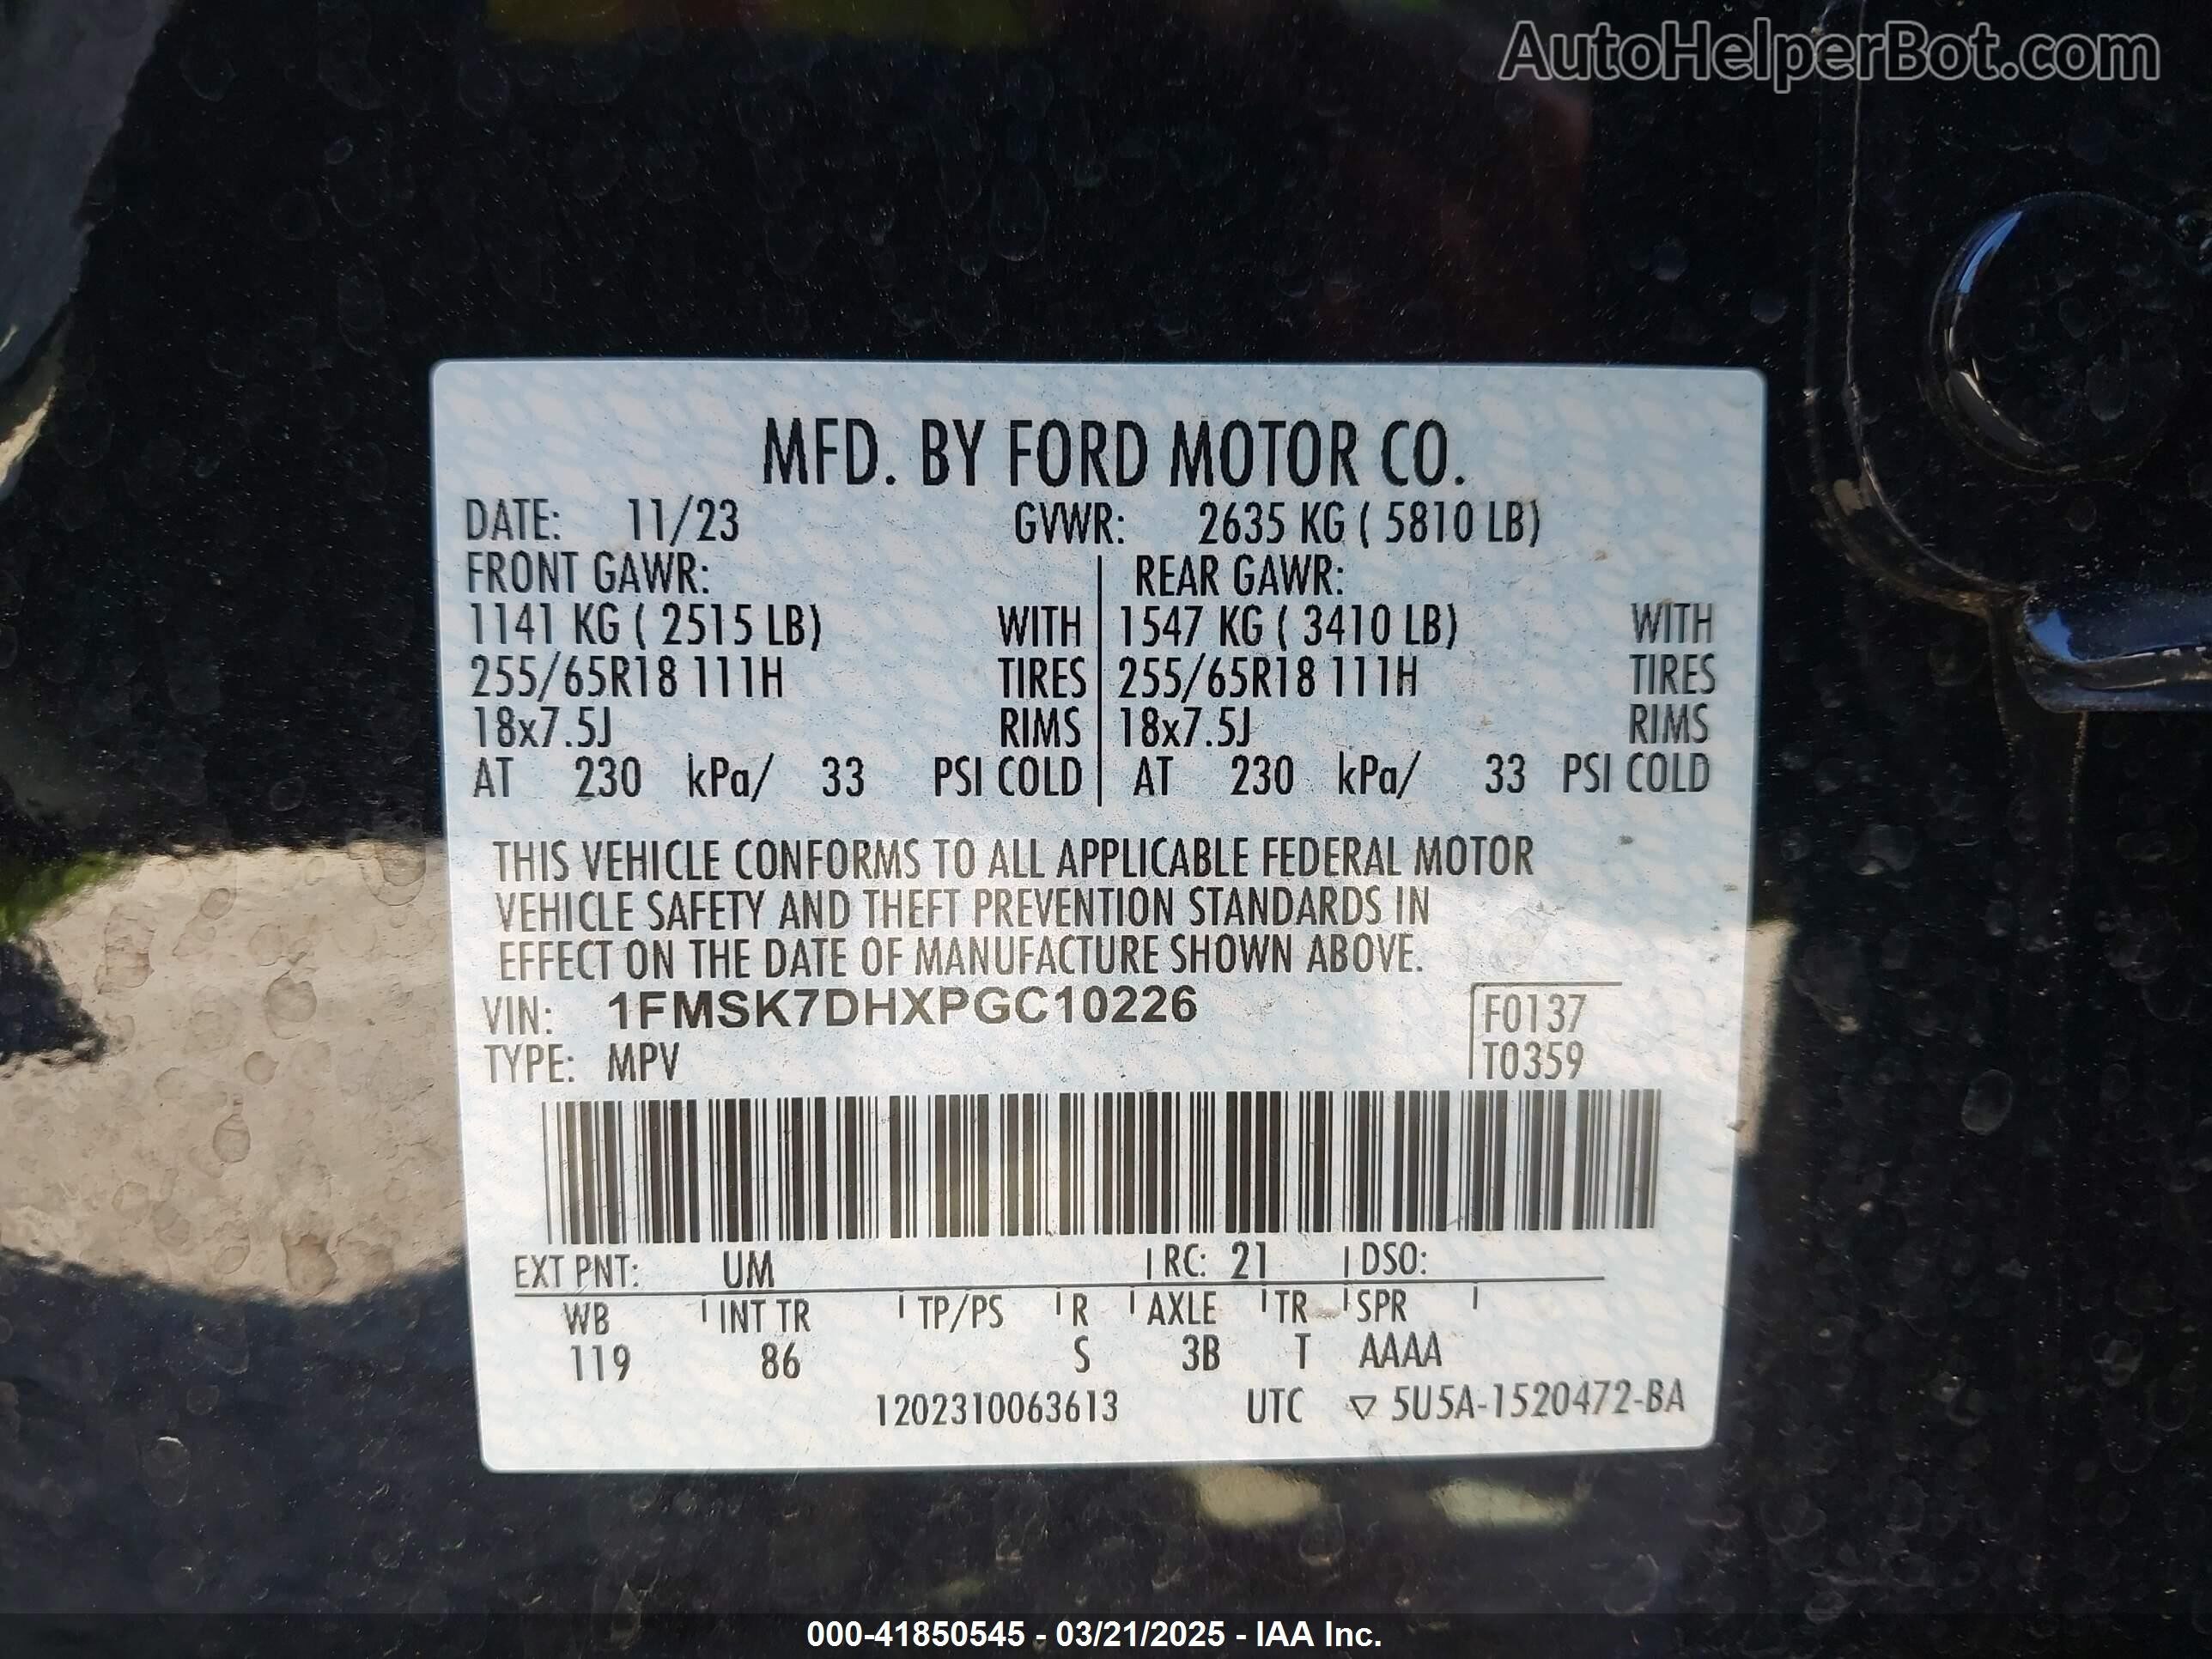 AutoHelperBot.com
MFD. BY FORD MOTOR CO.
DATE: 11/23 GVWR: 2635 KG ( 5810 LB)
FRONT GAWR: REAR GAWR:
1141 KG ( 2515 LB) WITH 1547 KG ( 3410 LB) WITH
255/65R18 111H TIRES 255/65R18 111H TIRES
18x7.5J RIMS 18x7.5J RIMS
AT 230 kPa/ 33 PSI COLD AT 230 kPa/ 33 PSI COLD
THIS VEHICLE CONFORMS TO ALL APPLICABLE FEDERAL MOTOR
VEHICLE SAFETY AND THEFT PREVENTION STANDARDS IN
EFFECT ON THE DATE OF MANUFACTURE SHOWN ABOVE.
VIN: 1FMSK7DHXPGC10226 F0137
TYPE: MPV T0359
EXT PNT: UM RC: 21 DSO:
WB INT TR TP/PS R AXLE TR SPR
119 86 S 3B T AAAA
1202310063613 UTC ▽ 5U5A-1520472-BA
000-41850545 - 03/21/2025 - IAA Inc.